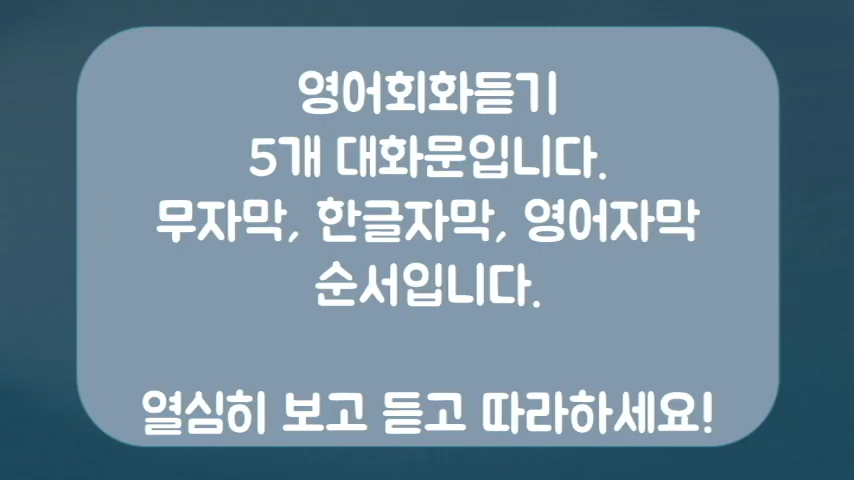 영어회화듣기
5개 대화문입니다.
무자막, 한글자막, 영어자막
순서입니다.
열심히 보고 듣고 따라하세요!